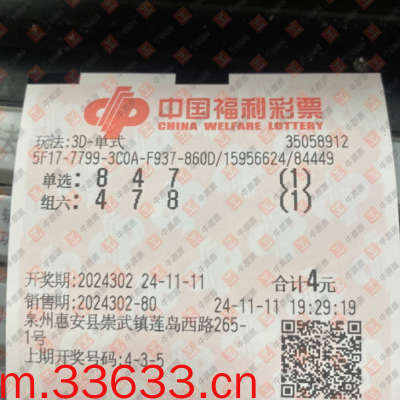 中国福利彩票
CHINA WELFARE LOTTERY
玩法:3D-单式 35058912
5F17-7799-3C0A-F937-860D/15956624/84449
单选: 8 4 7 (1)
组六: 4 7 8 (1)
开奖期:2024302 24-11-11 合计4元
销售期:2024302-80 24-11-11 19:29:19
泉州惠安县崇武镇莲岛西路265-
1号
上期开奖号码:4-3-5
m.33633.cn